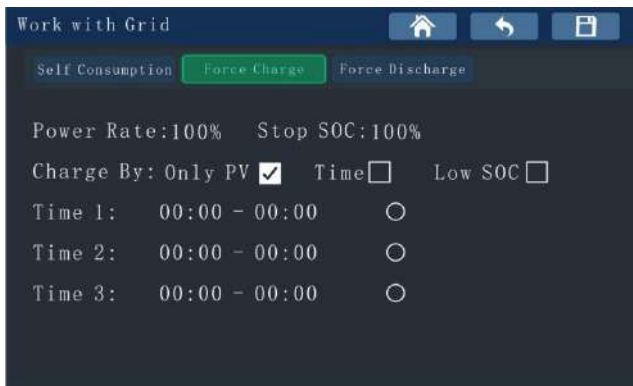 Work with Grid
Self Consumption Force Charge Force Discharge
Power Rate:100% Stop SOC:100%
Charge By: Only PV Time Low SOC
Time 1: 00:00 - 00:00
Time 2: 00:00 - 00:00
Time 3: 00:00 - 00:00